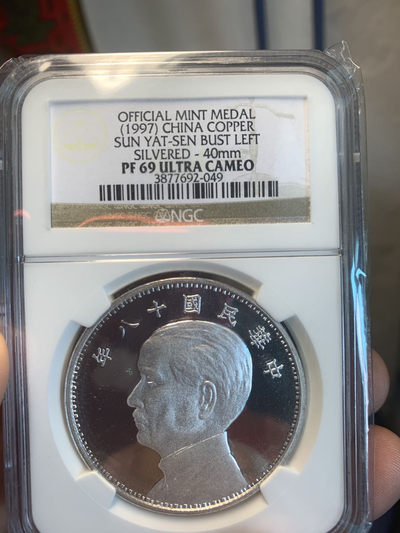 OFFICIAL MINT MEDAL
(1997) CHINA COPPER
SUN YAT-SEN BUST LEFT
SILVERED - 40mm
PF 69 ULTRA CAMEO
3877692-049
NGC
年八十國民華中